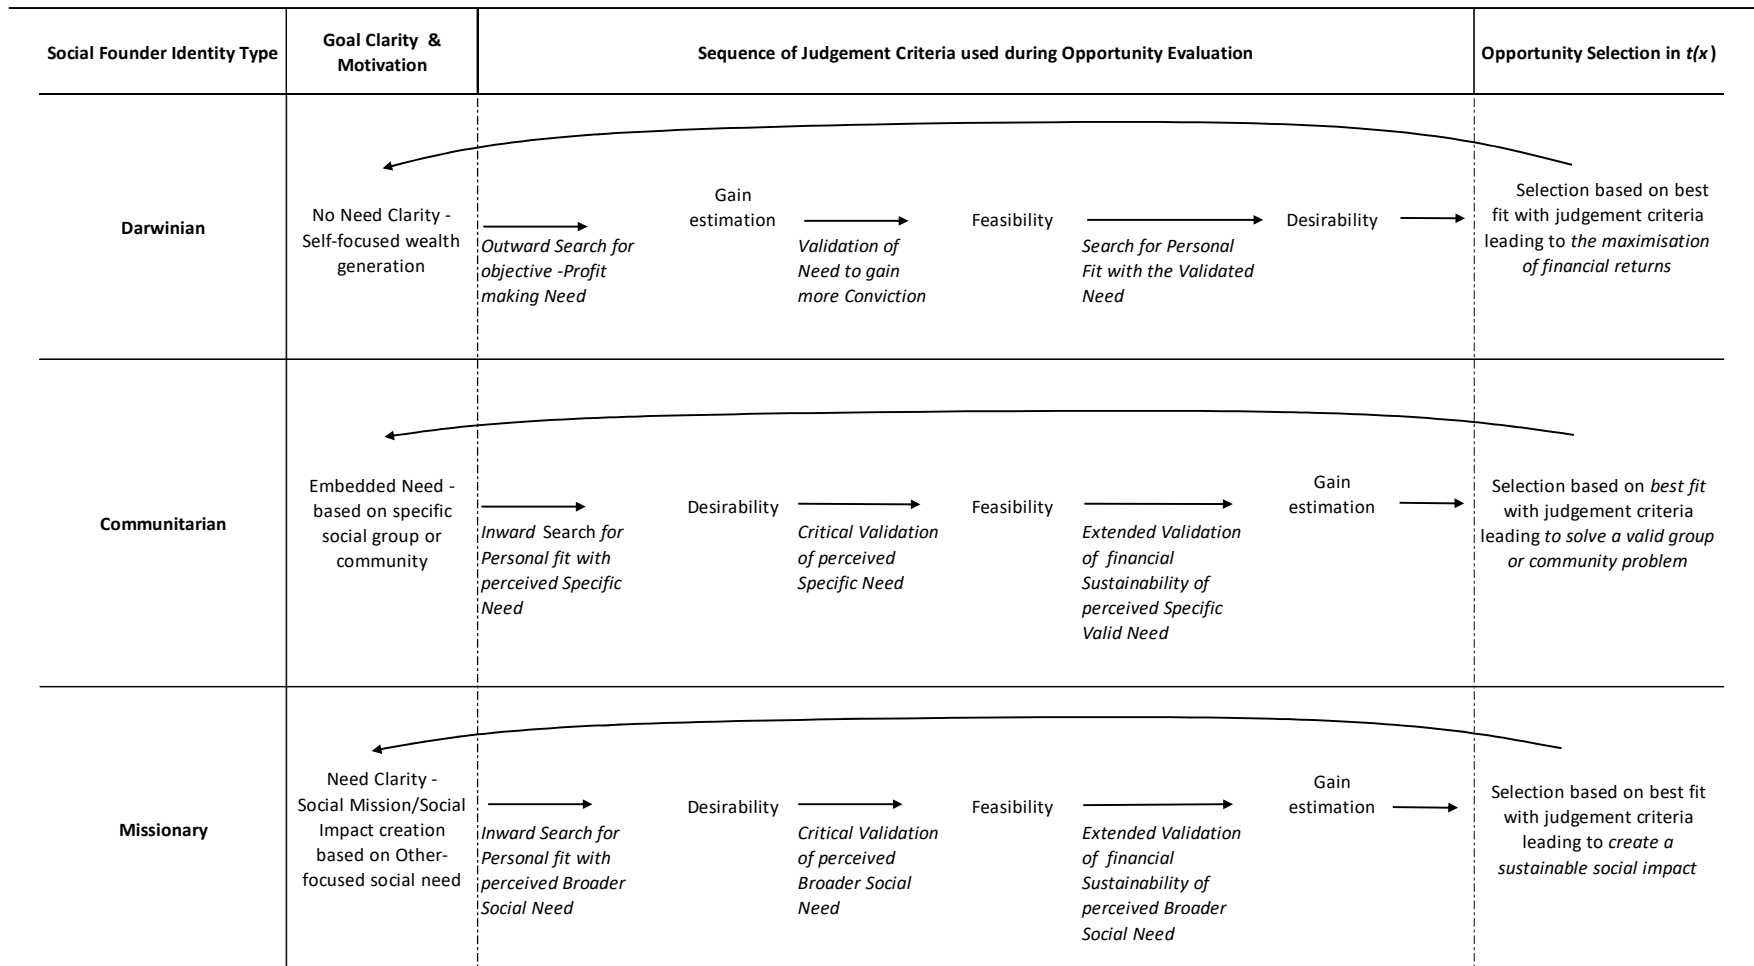 Social Founder Identity Type
Goal Clarity &
Motivation
Sequence of Judgement Criteria used during Opportunity Evaluation
Opportunity Selection in t(x)
Darwinian
No Need Clarity -
Self-focused wealth
generation
Outward Search for
objective -Profit
making Need
Gain
estimation
Validation of
Need to gain
more Conviction
Feasibility
Search for Personal
Fit with the Validated
Need
Desirability
Selection based on best
fit with judgement criteria
leading to the maximisation
of financial returns
Communitarian
Embedded Need -
based on specific
social group or
community
Inward Search for
Personal fit with
perceived Specific
Need
Desirability
Critical Validation
of perceived
Specific Need
Feasibility
Extended Validation
of financial
Sustainability of
perceived Specific
Valid Need
Gain
estimation
Selection based on best fit
with judgement criteria
leading to solve a valid group
or community problem
Missionary
Need Clarity -
Social Mission/Social
Impact creation
based on Other-
focused social need
Inward Search for
Personal fit with
perceived Broader
Social Need
Desirability
Critical Validation
of perceived
Broader Social
Need
Feasibility
Extended Validation
of financial
Sustainability of
perceived Broader
Social Need
Gain
estimation
Selection based on best fit
with judgement criteria
leading to create a
sustainable social impact